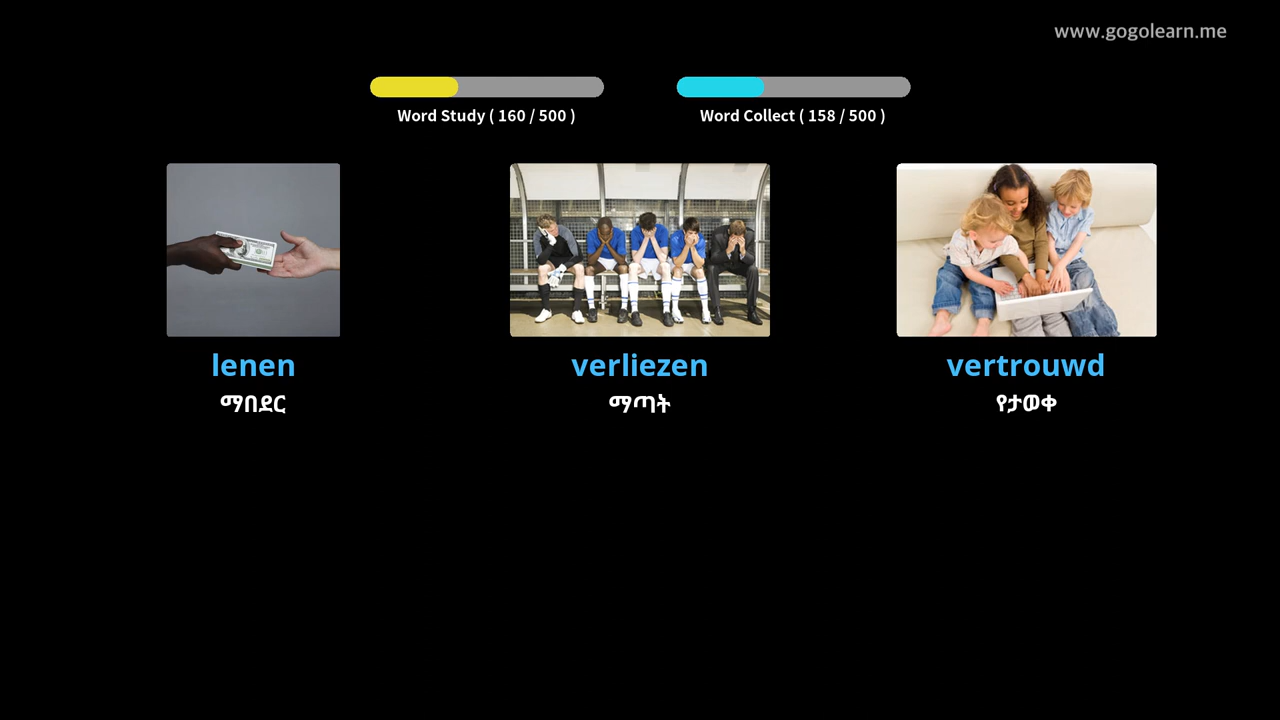 www.gogolearn.me
Word Study ( 160 / 500 )
Word Collect ( 158 / 500 )
lenen
verliezen
vertrouwd
ማበደር
ማጣት
የታወቀ